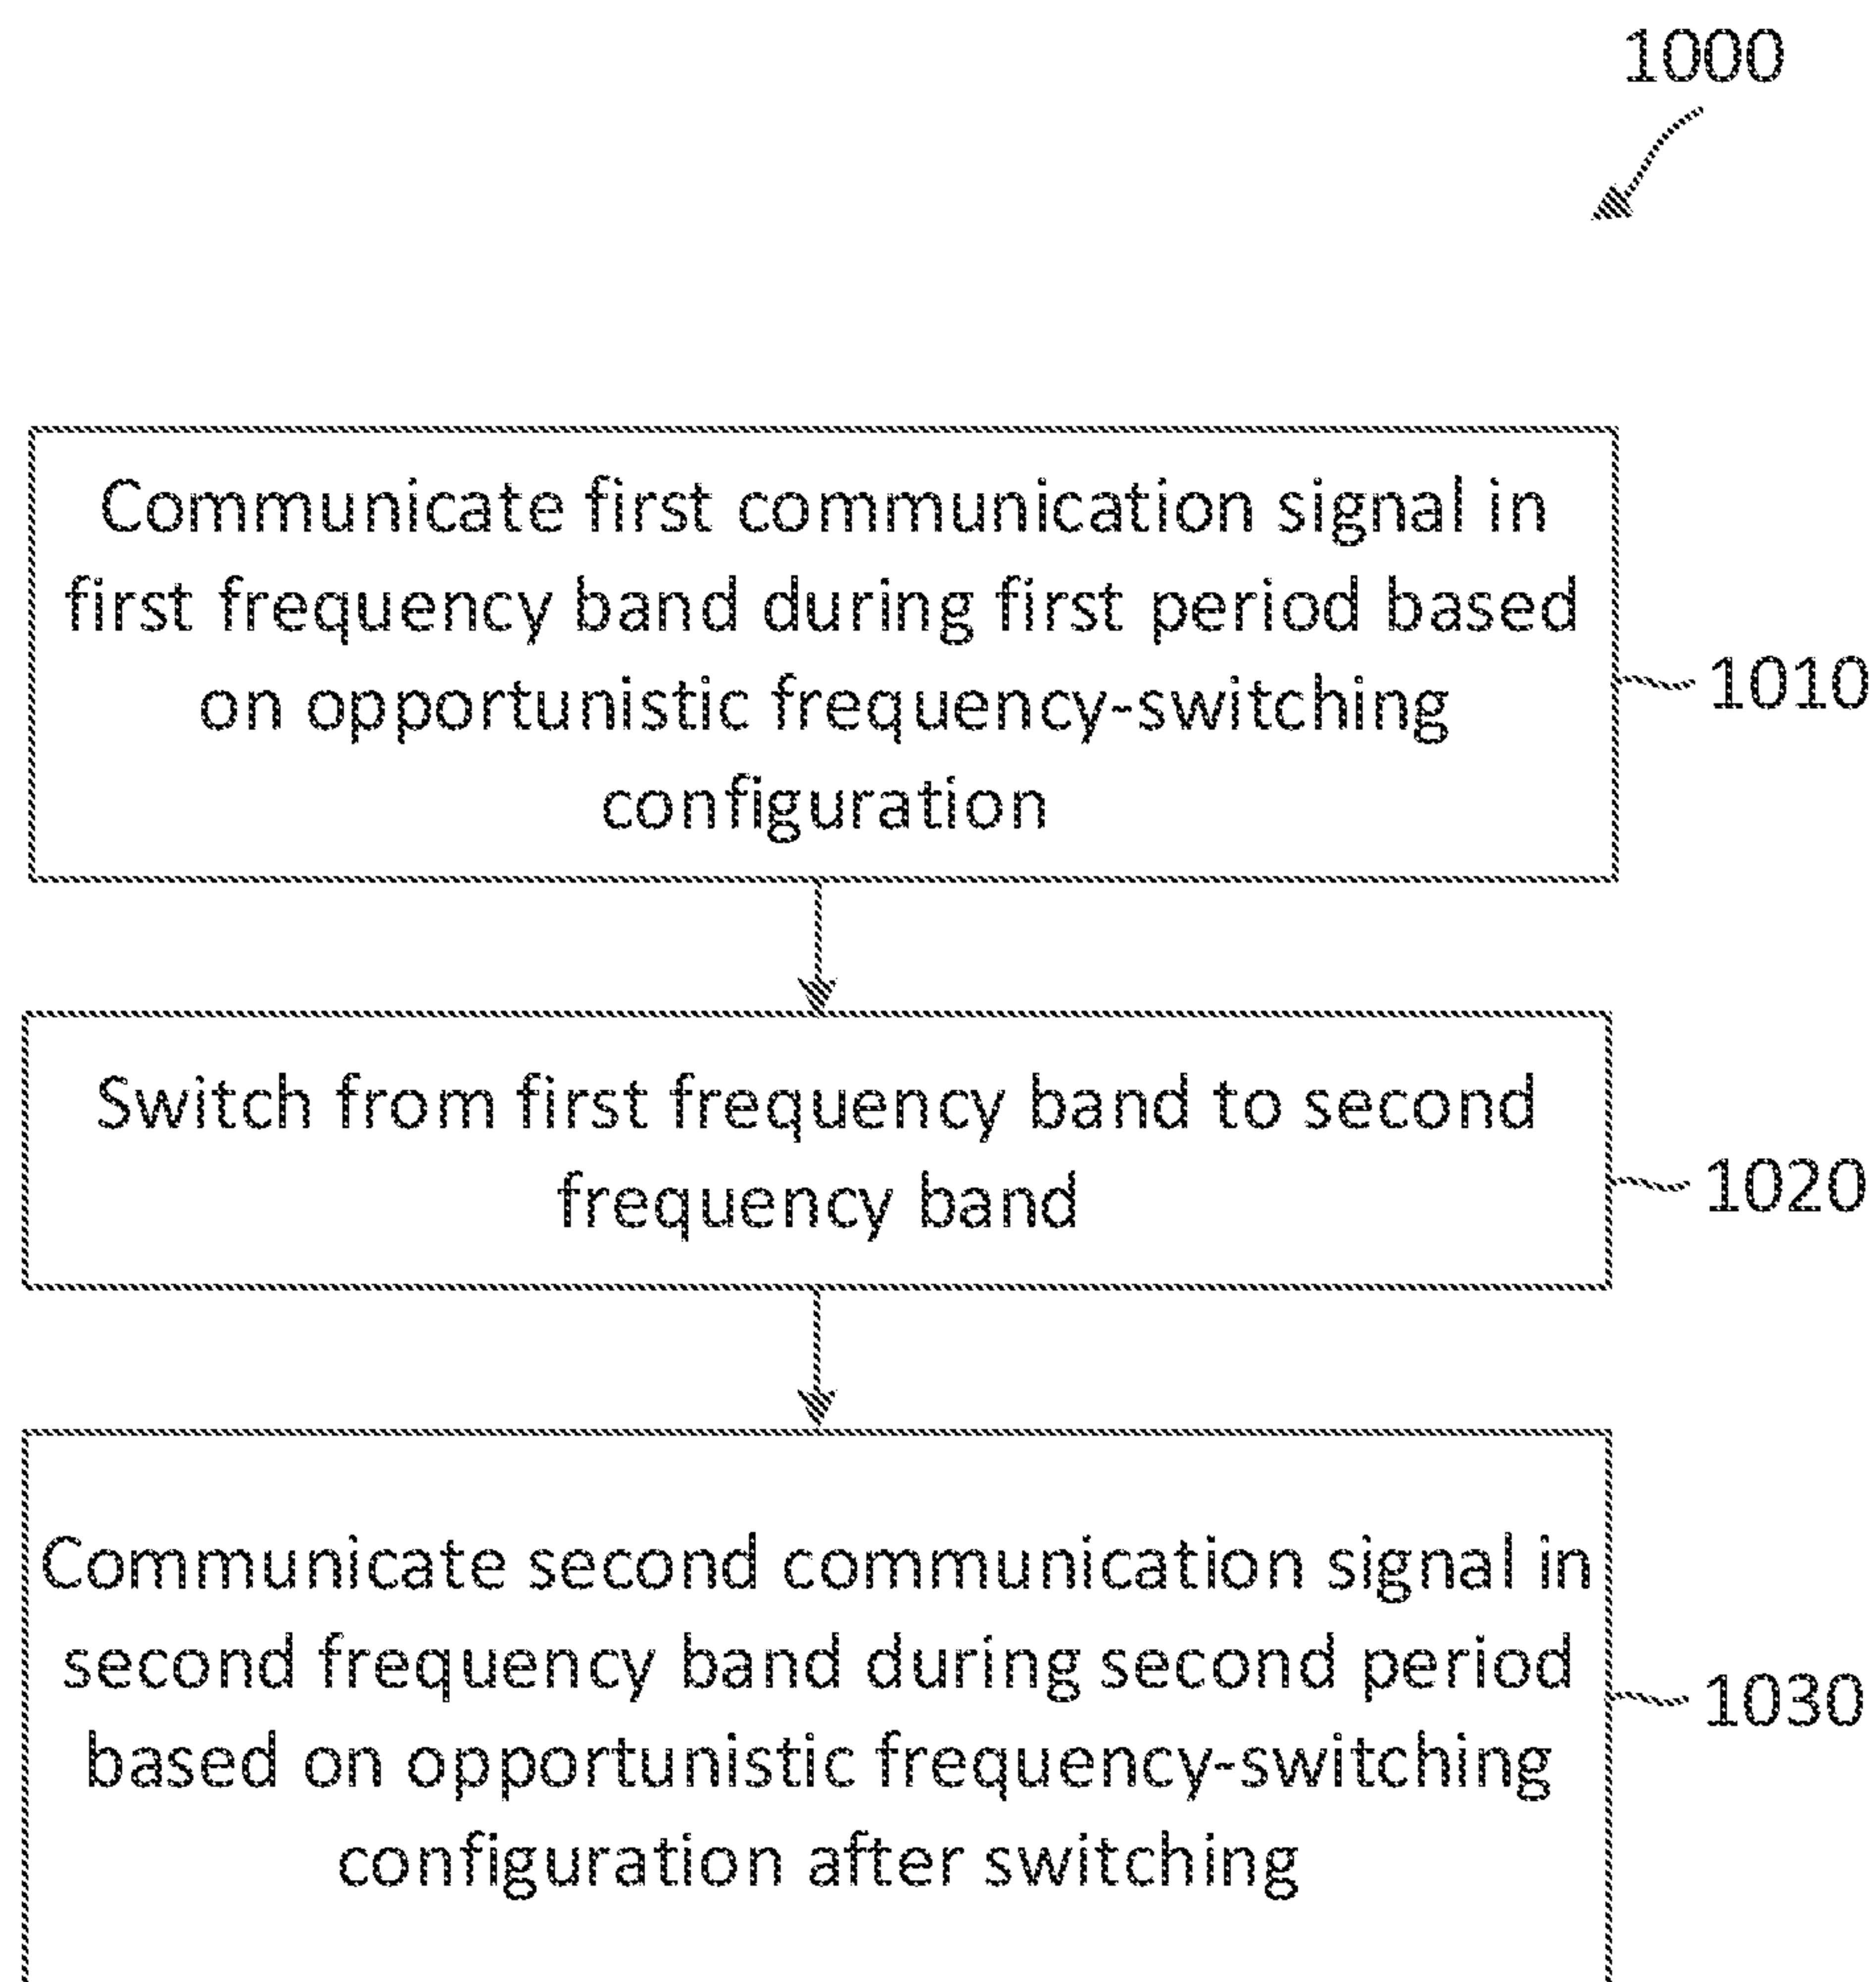 1000
Communicate first communication signal in
first frequency band during first period based
on opportunistic frequency-switching
configuration
1010
Switch from first frequency band to second
frequency band
1020
Communicate second communication signal in
second frequency band during second period
based on opportunistic frequency-switching
configuration after switching
1030